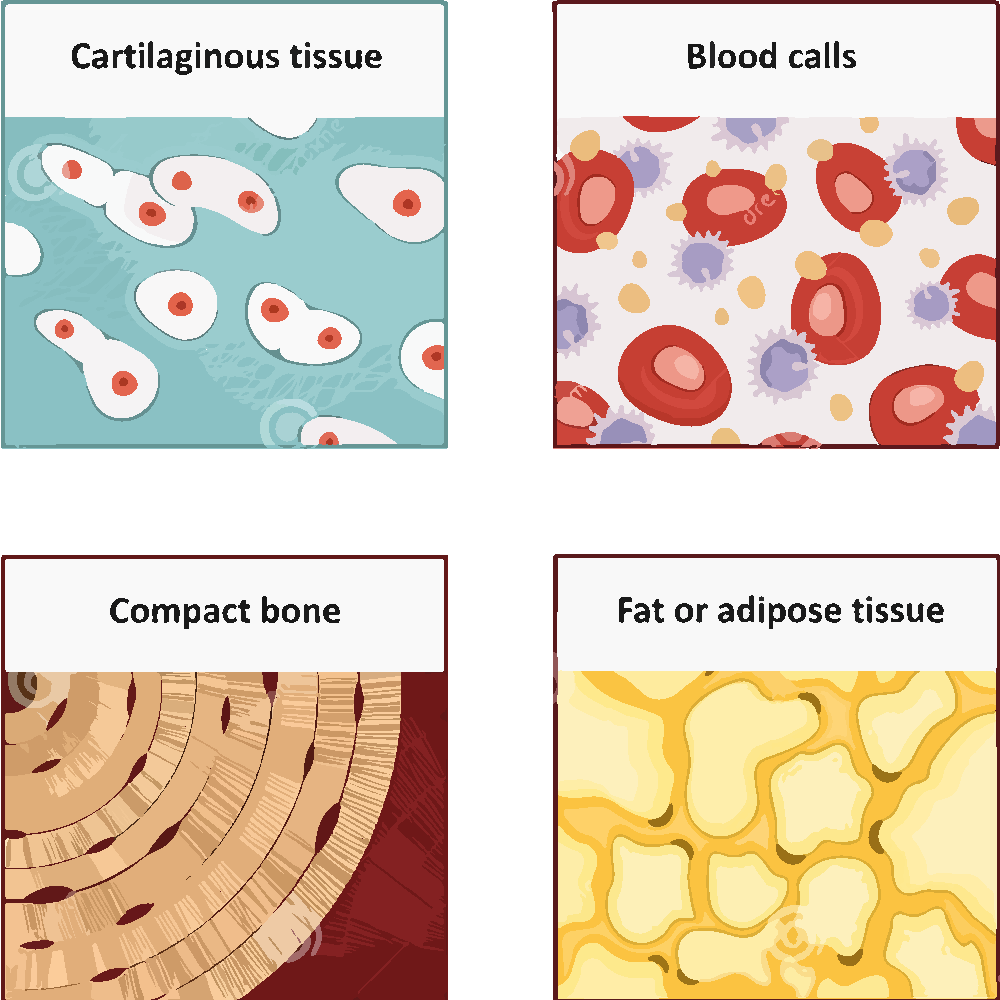 Cartilaginous tissue
Blood calls
Compact bone
Fat or adipose tissue